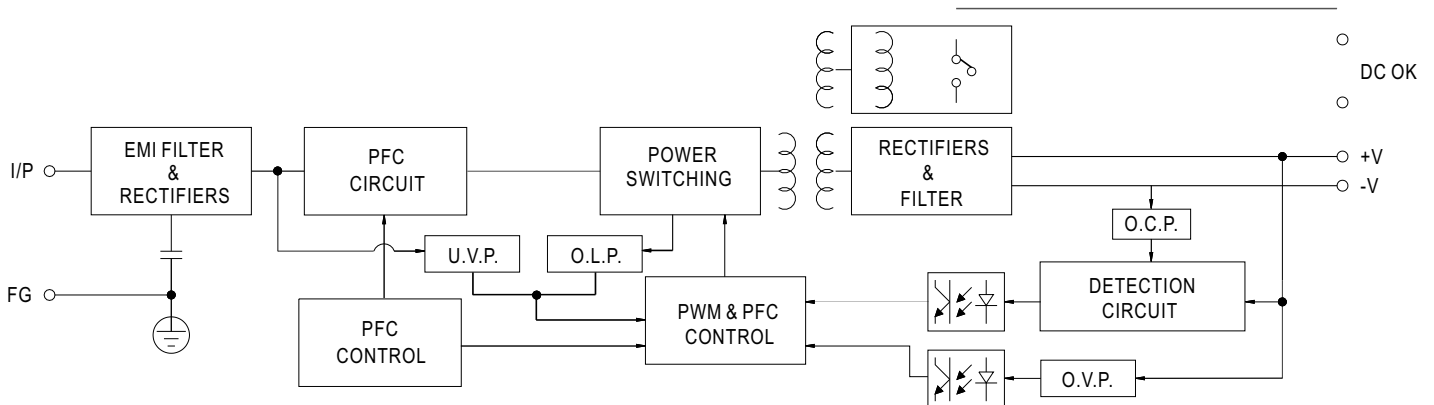 DC OK
I/P
EMI FILTER
&
RECTIFIERS
PFC
CIRCUIT
POWER
SWITCHING
RECTIFIERS
&
FILTER
+V
-V
O.C.P.
U.V.P.
O.L.P.
FG
PFC
CONTROL
PWM & PFC
CONTROL
DETECTION
CIRCUIT
O.V.P.